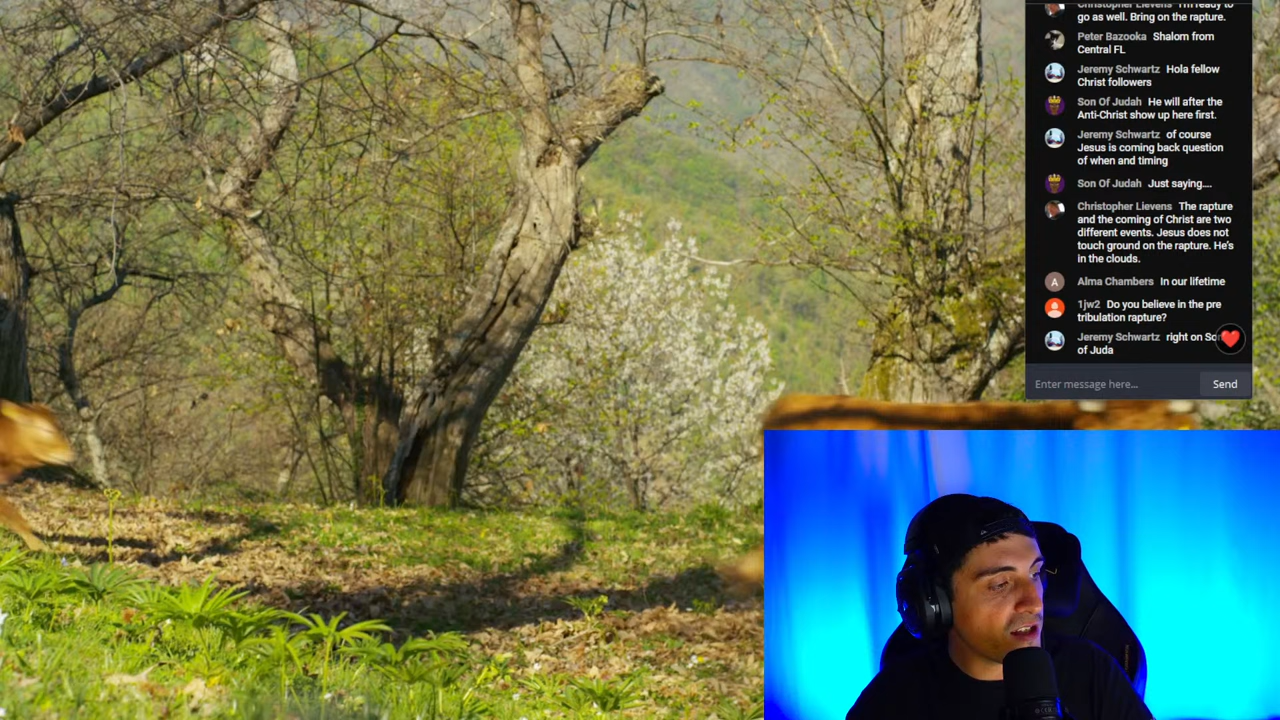 Christopher Lievens I'm ready to
go as well. Bring on the rapture.
Peter Bazooka Shalom from
Central FL
Jeremy Schwartz Hola fellow
Christ followers
Son Of Judah He will after the
Anti-Christ show up here first.
Jeremy Schwartz of course
Jesus is coming back question
of when and timing
Son Of Judah Just saying....
Christopher Lievens The rapture
and the coming of Christ are two
different events. Jesus does not
touch ground on the rapture. He's
in the clouds.
A Alma Chambers In our lifetime
1jw2 Do you believe in the pre
tribulation rapture?
Jeremy Schwartz right on
of Juda
Enter message here...
Send